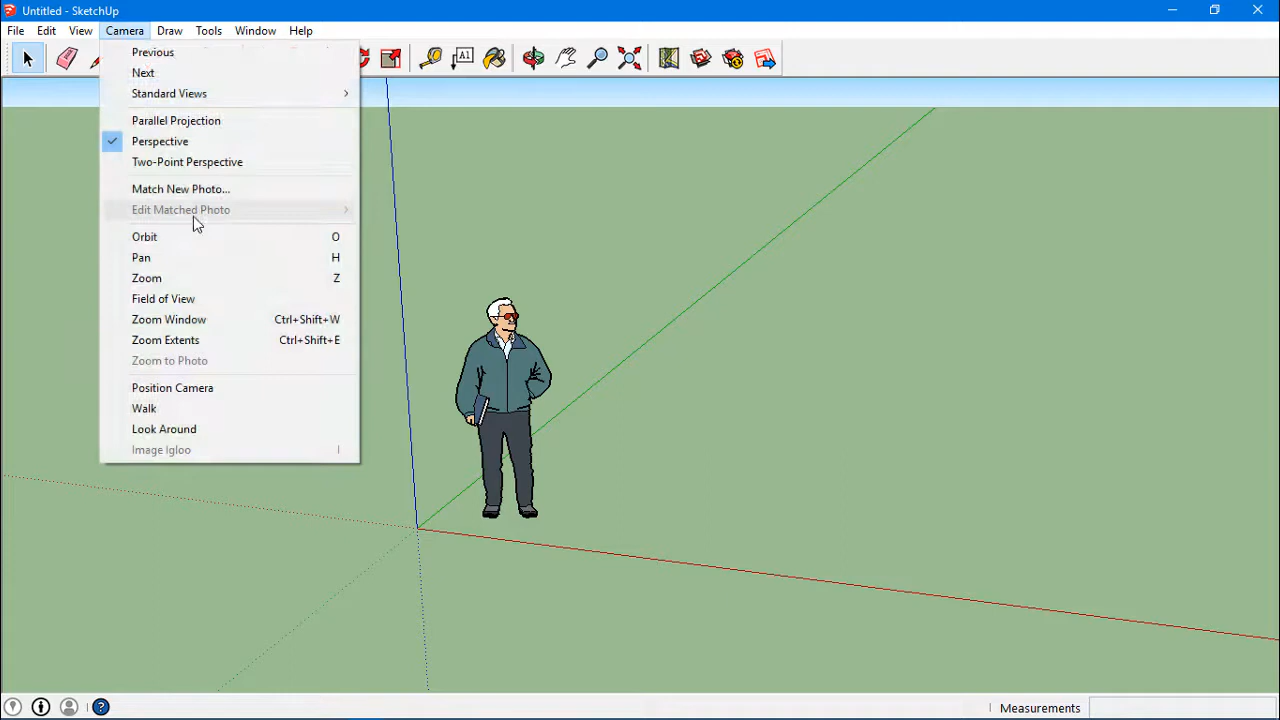 Untitled - SketchUp
File Edit View Camera Draw Tools Window Help
A1
Previous
Next
Standard Views
Parallel Projection
Perspective
Two-Point Perspective
Match New Photo...
Edit Matched Photo
Orbit O
Pan H
Zoom Z
Field of View
Zoom Window Ctrl+Shift+W
Zoom Extents Ctrl+Shift+E
Zoom to Photo
Position Camera
Walk
Look Around
Image Igloo I
Measurements